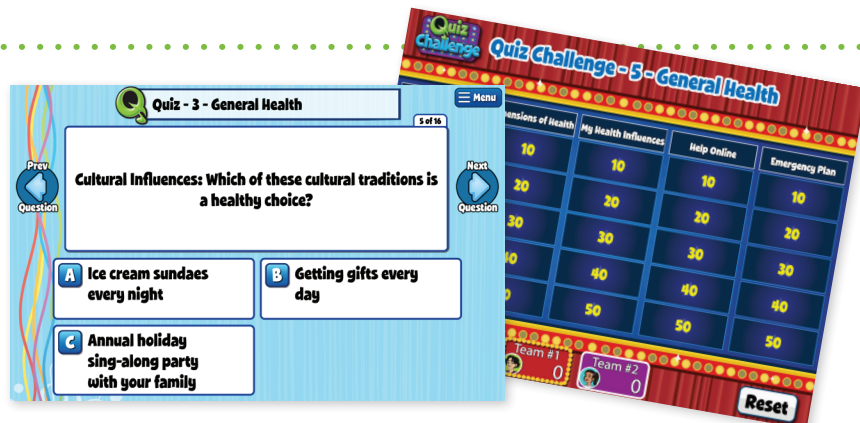 Quiz - 3 - General Health
Menu
5 of 16
Prev
Question
Next
Question
Cultural Influences: Which of these cultural traditions is
a healthy choice?
A Ice cream sundaes
every night
B Getting gifts every
day
C Annual holiday
sing-along party
with your family
Quiz
Challenge
Quiz Challenge - 5 - General Health
of Health
My Health Influences
Help Online
Emergency Plan
10
10
10
10
20
20
20
20
30
30
30
30
40
40
40
50
50
50
Team #1
0
Team #2
0
Reset